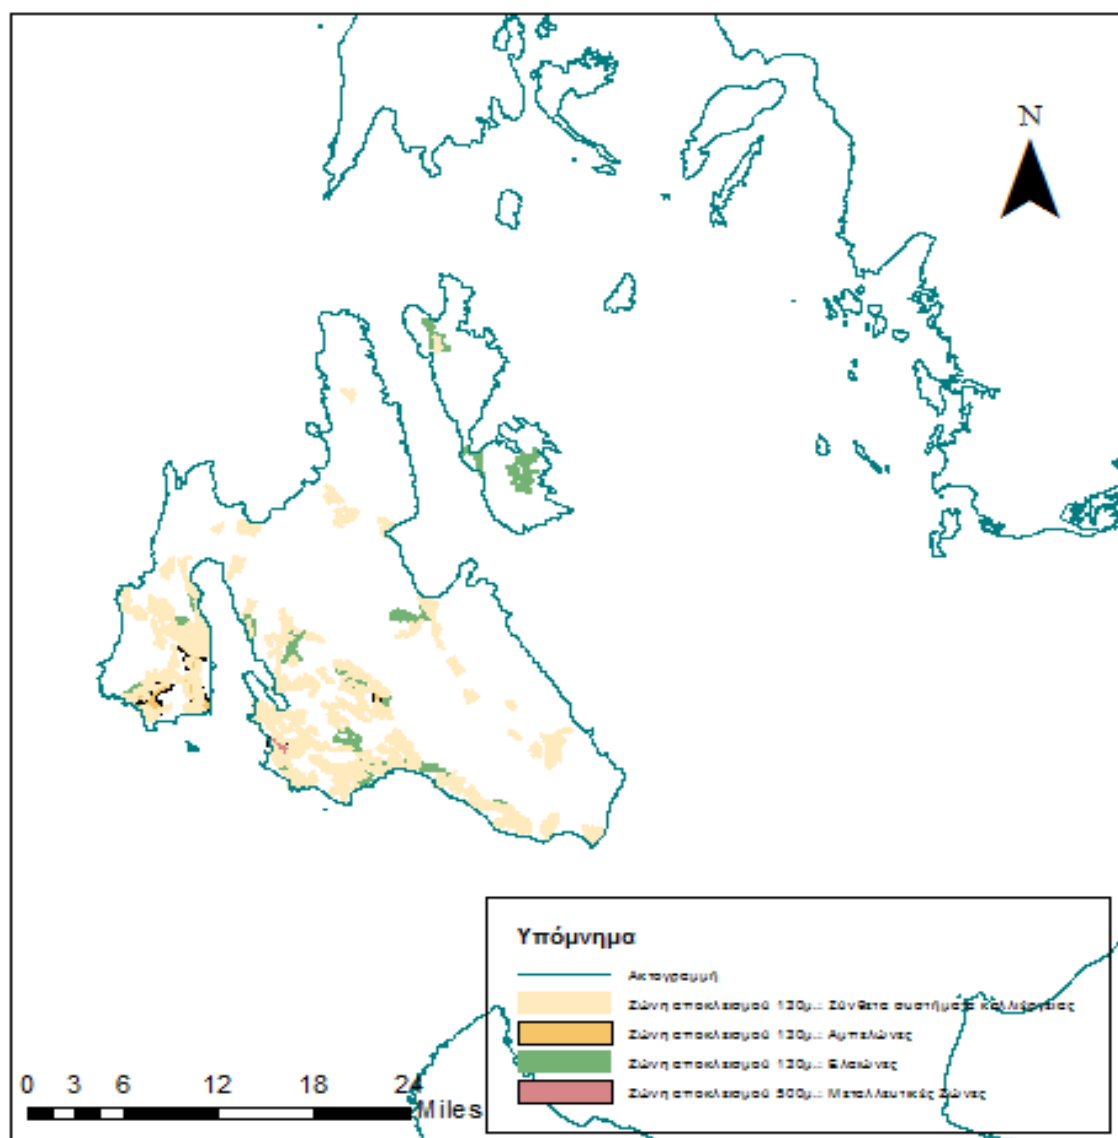 N
Υπόμνημα
Ακτογραμμή
Ζώνη αποκλεισμού 130μ.: Σύνθετα συστήματα καλλιέργειας
Ζώνη αποκλεισμού 130μ.: Αμπελώνες
Ζώνη αποκλεισμού 130μ.: Ελαιώνες
Ζώνη αποκλεισμού 500μ.: Μεταλλευτικές Ζώνες
0 3 6 12 18 24
Miles